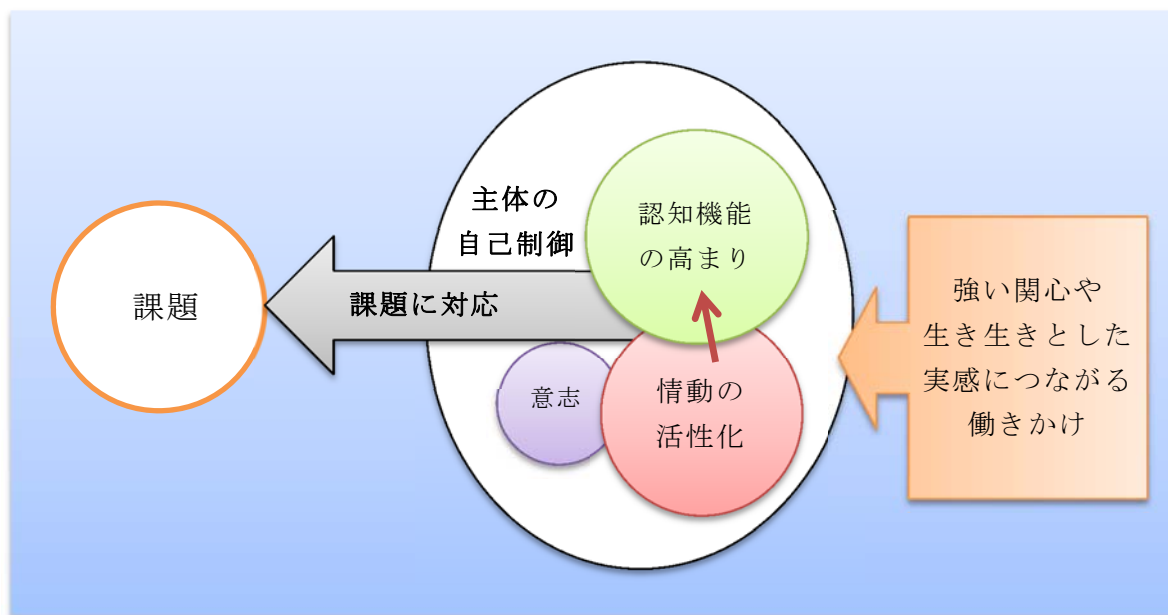 課題
課題に対応
主体の
自己制御
認知機能
の高まり
意志
情動の
活性化
強い関心や
生き生きとした
実感につながる
働きかけ